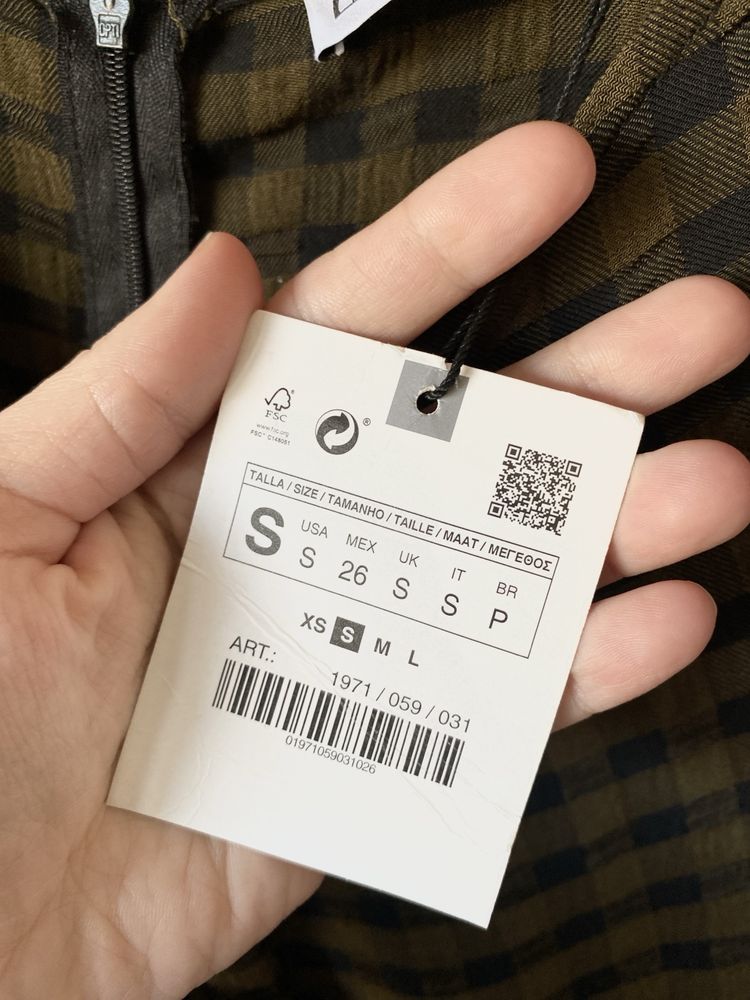 FSC
www.fsc.org
FSC® C148051
®
TALLA / SIZE / TAMANHO / TAILLE / MAAT / ΜΕΓΕΘΟΣ
S USA MEX UK IT BR
S 26 S S P
XS S M L
ART.:
1971 / 059 / 031
01971059031026